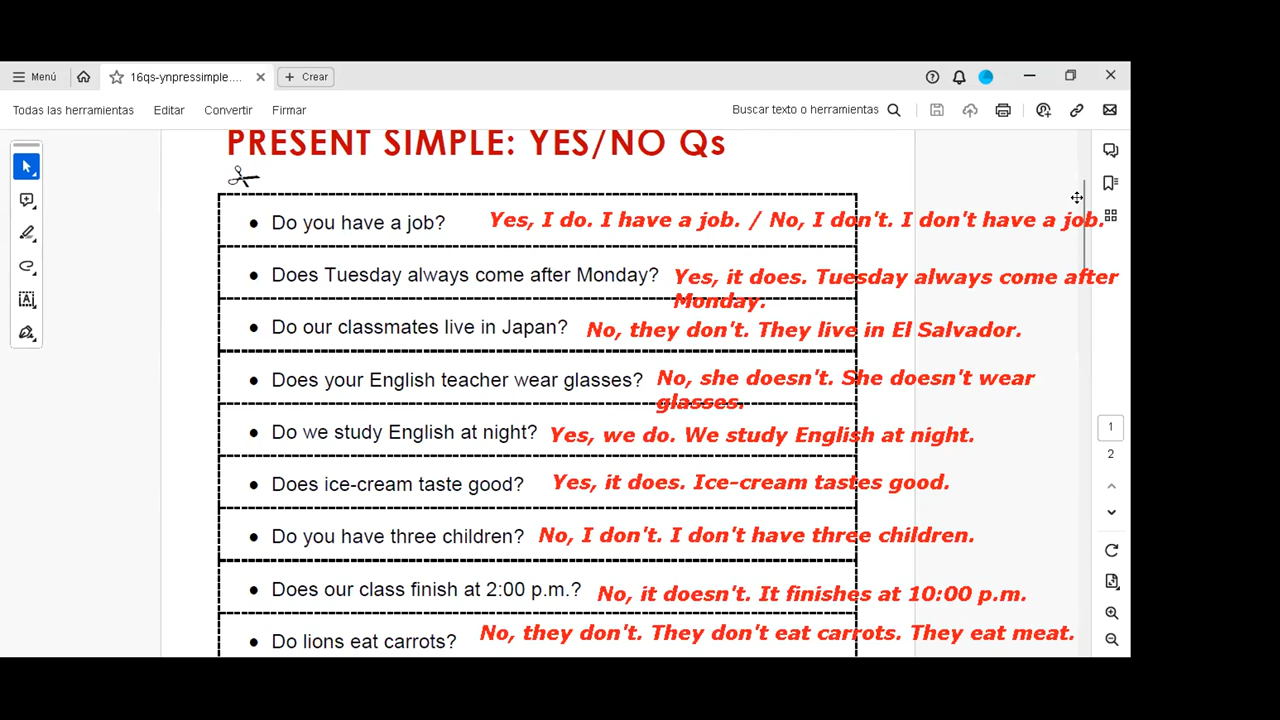 Menú
16qs-ynpressimple....
Crear
Todas las herramientas
Editar
Convertir
Firmar
Buscar texto o herramientas
PRESENT SIMPLE: YES/NO Qs
Do you have a job? Yes, I do. I have a job. / No, I don't. I don't have a job.
Does Tuesday always come after Monday? Yes, it does. Tuesday always come after
Monday.
Do our classmates live in Japan? No, they don't. They live in El Salvador.
Does your English teacher wear glasses? No, she doesn't. She doesn't wear
glasses.
Do we study English at night? Yes, we do. We study English at night.
Does ice-cream taste good? Yes, it does. Ice-cream tastes good.
Do you have three children? No, I don't. I don't have three children.
Does our class finish at 2:00 p.m.? No, it doesn't. It finishes at 10:00 p.m.
Do lions eat carrots? No, they don't. They don't eat carrots. They eat meat.
1
2